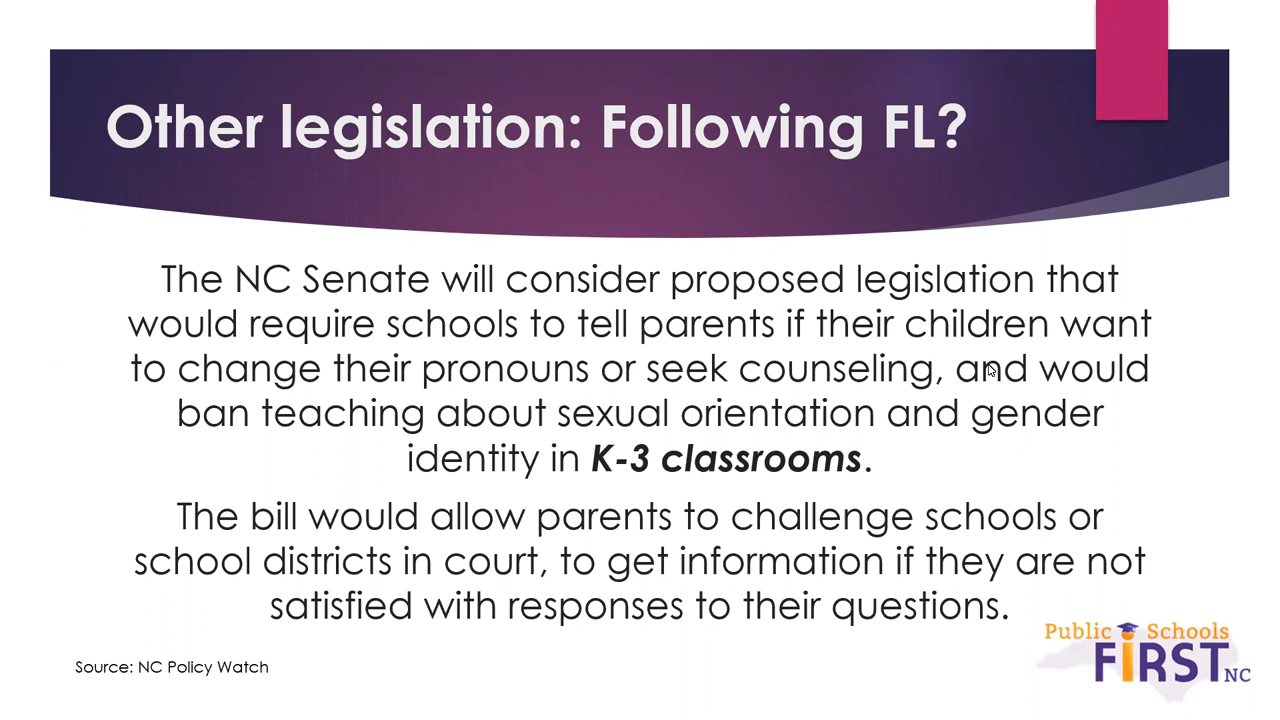 Other legislation: Following FL?
The NC Senate will consider proposed legislation that
would require schools to tell parents if their children want
to change their pronouns or seek counseling, and would
ban teaching about sexual orientation and gender
identity in K-3 classrooms.
The bill would allow parents to challenge schools or
school districts in court, to get information if they are not
satisfied with responses to their questions.
Source: NC Policy Watch
Public Schools
FiRST NC